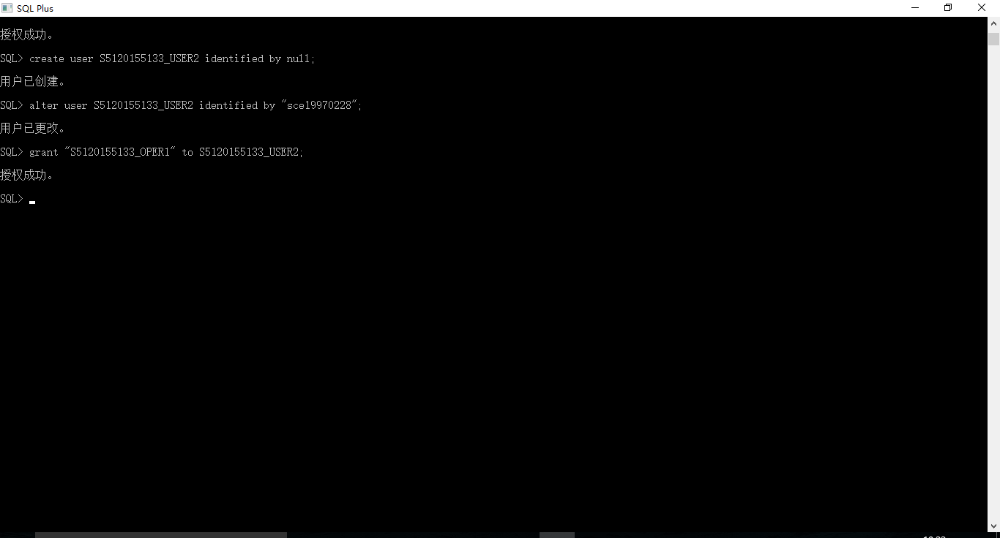 SQL Plus
授权成功。
SQL> create user S5120155133_USER2 identified by null;
用户已创建。
SQL> alter user S5120155133_USER2 identified by "sce19970228";
用户已更改。
SQL> grant "S5120155133_OPER1" to S5120155133_USER2;
授权成功。
SQL>